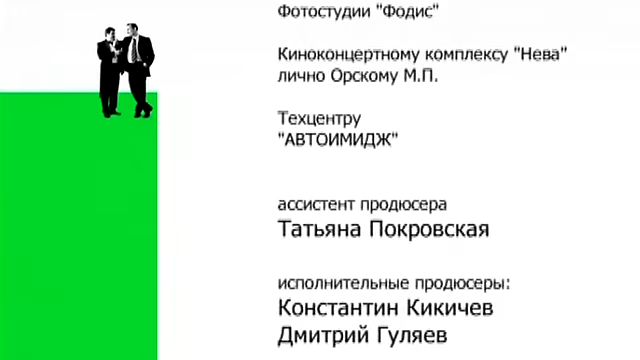 Фотостудии "Фодис"
Киноконцертному комплексу "Нева"
лично Орскому М.П.
Техцентру
"АВТОИМИДЖ"
ассистент продюсера
Татьяна Покровская
исполнительные продюсеры:
Константин Кикичев
Дмитрий Гуляев